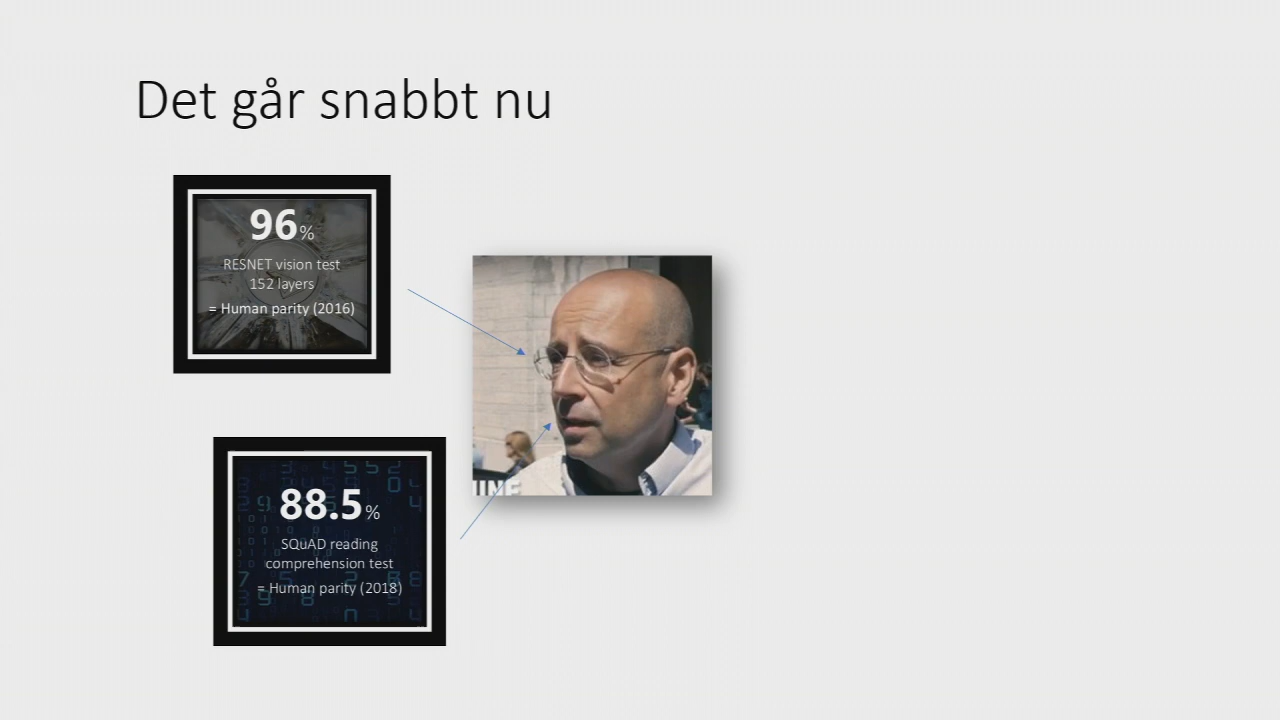 Det går snabbt nu
96%
RESNET vision test
152 layers
= Human parity (2016)
88.5%
SQuAD reading
comprehension test
= Human parity (2018)